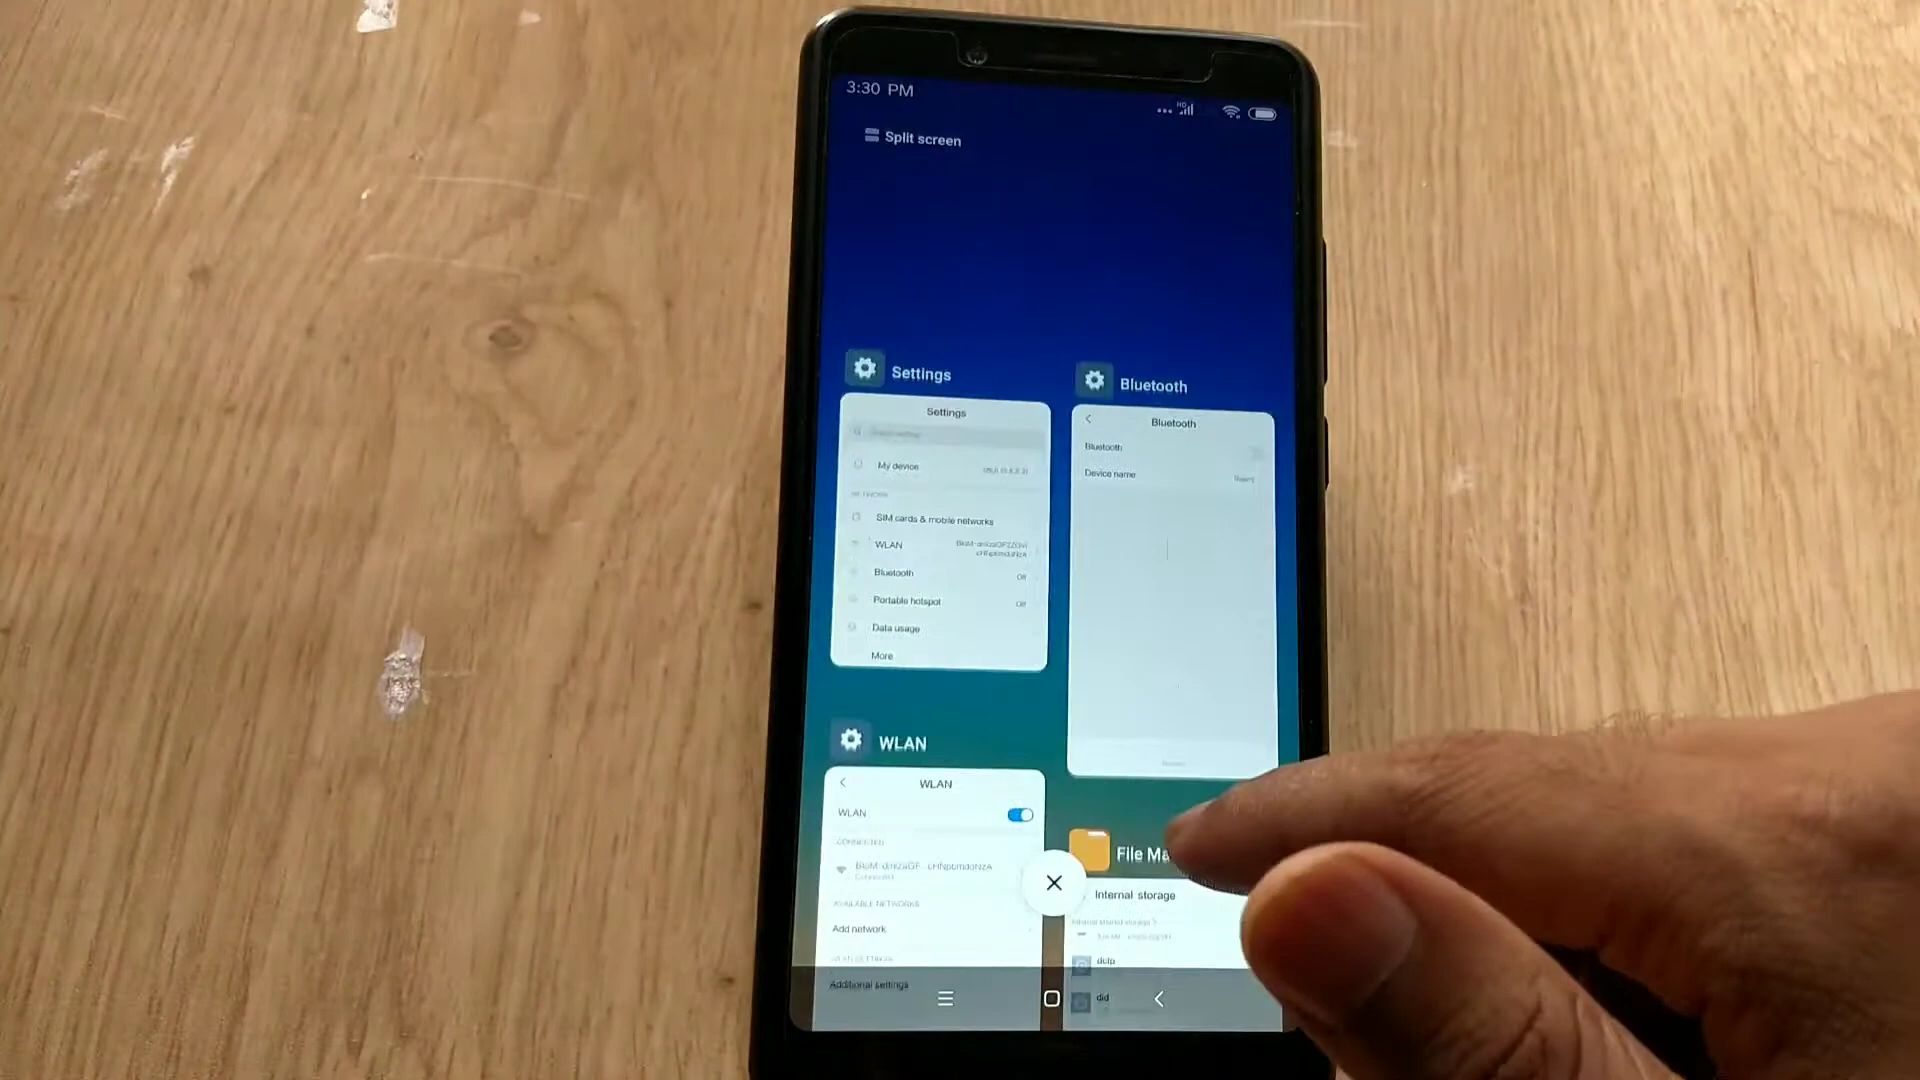 3:30 PM
Split screen
Settings
Settings
My device
SIM cards & mobile networks
WLAN
Bluetooth Off
Portable hotspot Off
Data usage
More
Bluetooth
Bluetooth
Bluetooth
Device name
WLAN
WLAN
WLAN
CONNECTED
Connected
AVAILABLE NETWORKS
Add network
Additional settings
File Ma
Internal storage
did